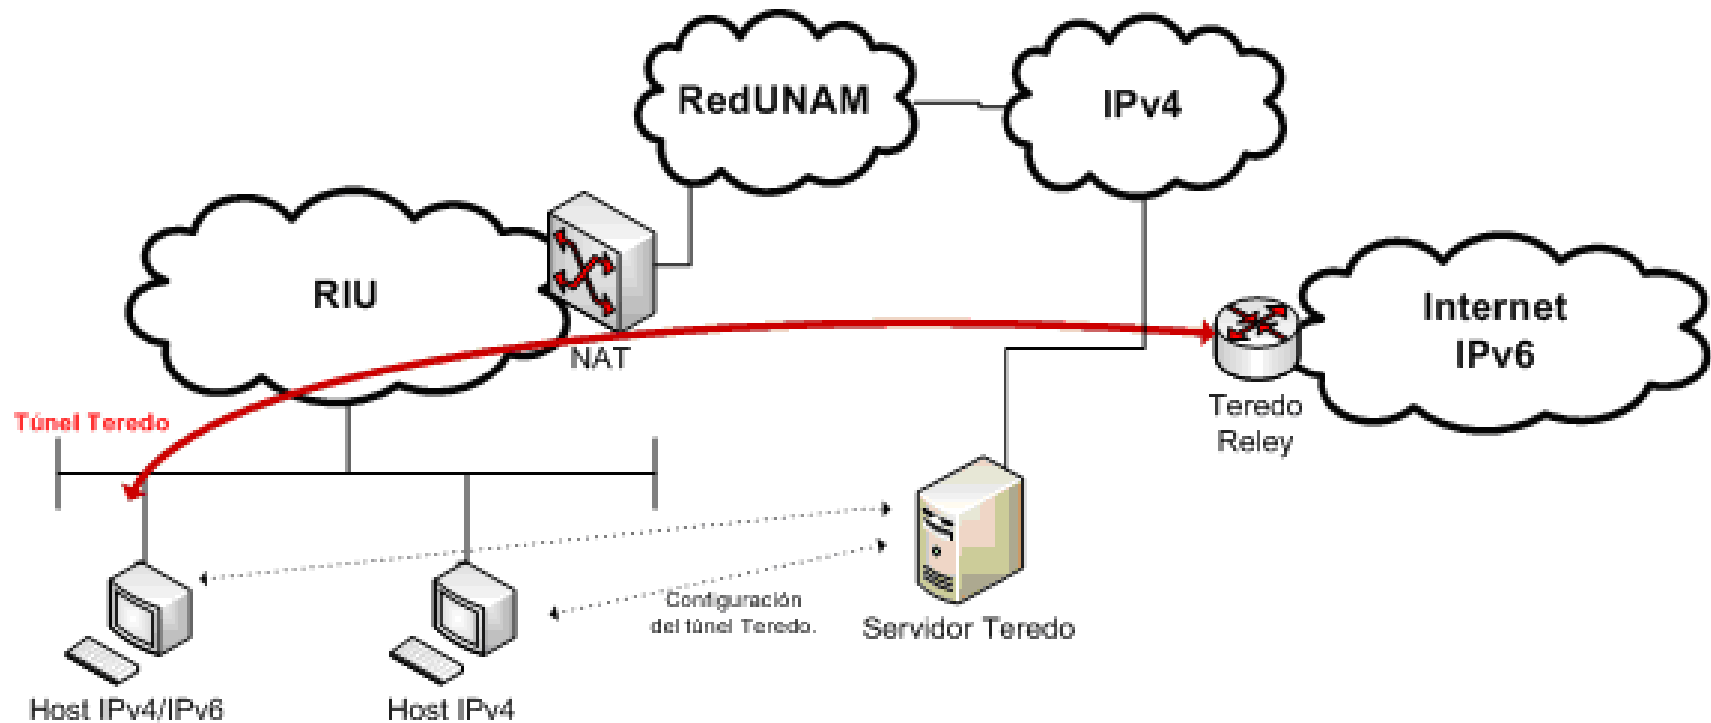 RedUNAM
IPv4
RIU
NAT
Internet
IPv6
Teredo
Reley
Túnel Teredo
Configuración
del túnel Teredo.
Servidor Teredo
Host IPv4/IPv6
Host IPv4